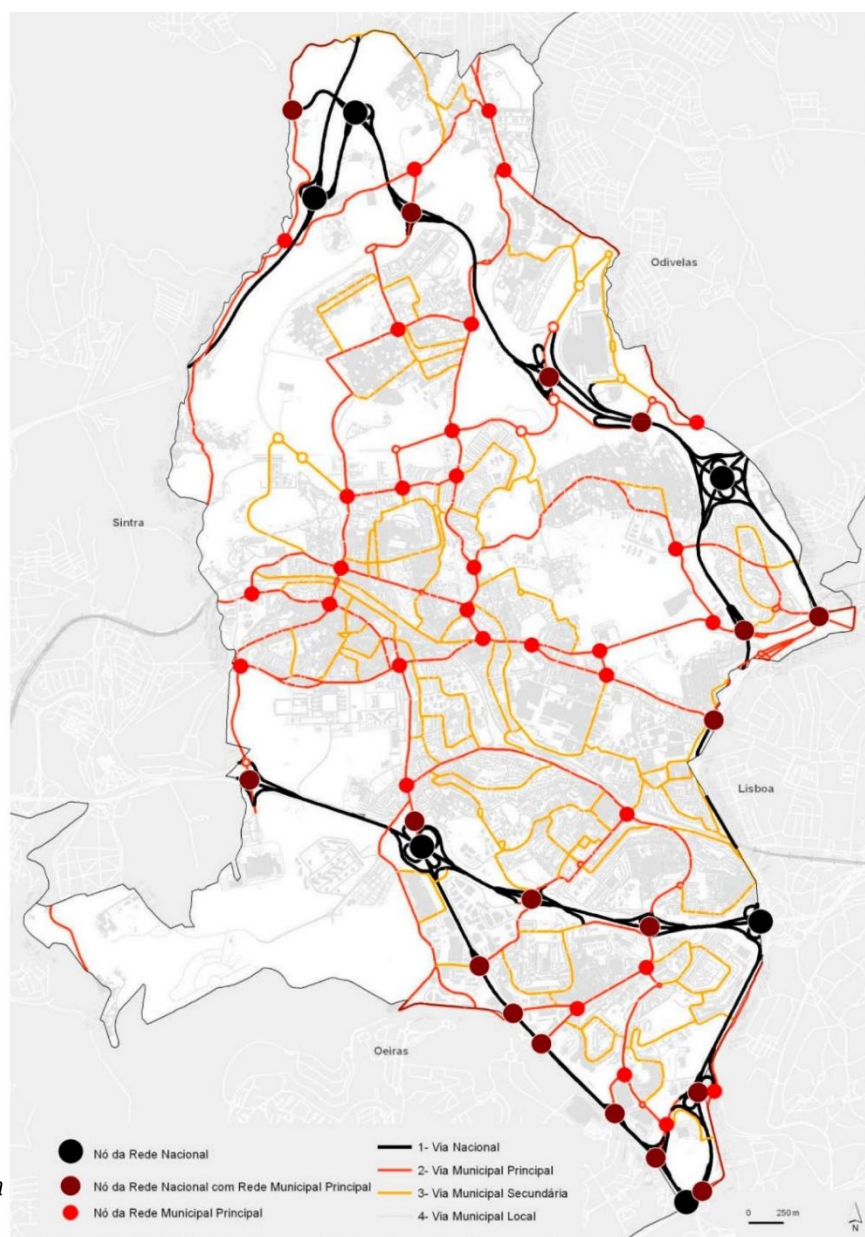 Odivelas
Sintra
Lisboa
Oeiras
Nó da Rede Nacional
Nó da Rede Nacional com Rede Municipal Principal
Nó da Rede Municipal Principal
1- Via Nacional
2- Via Municipal Principal
3- Via Municipal Secundária
4- Via Municipal Local
0 250 m
N